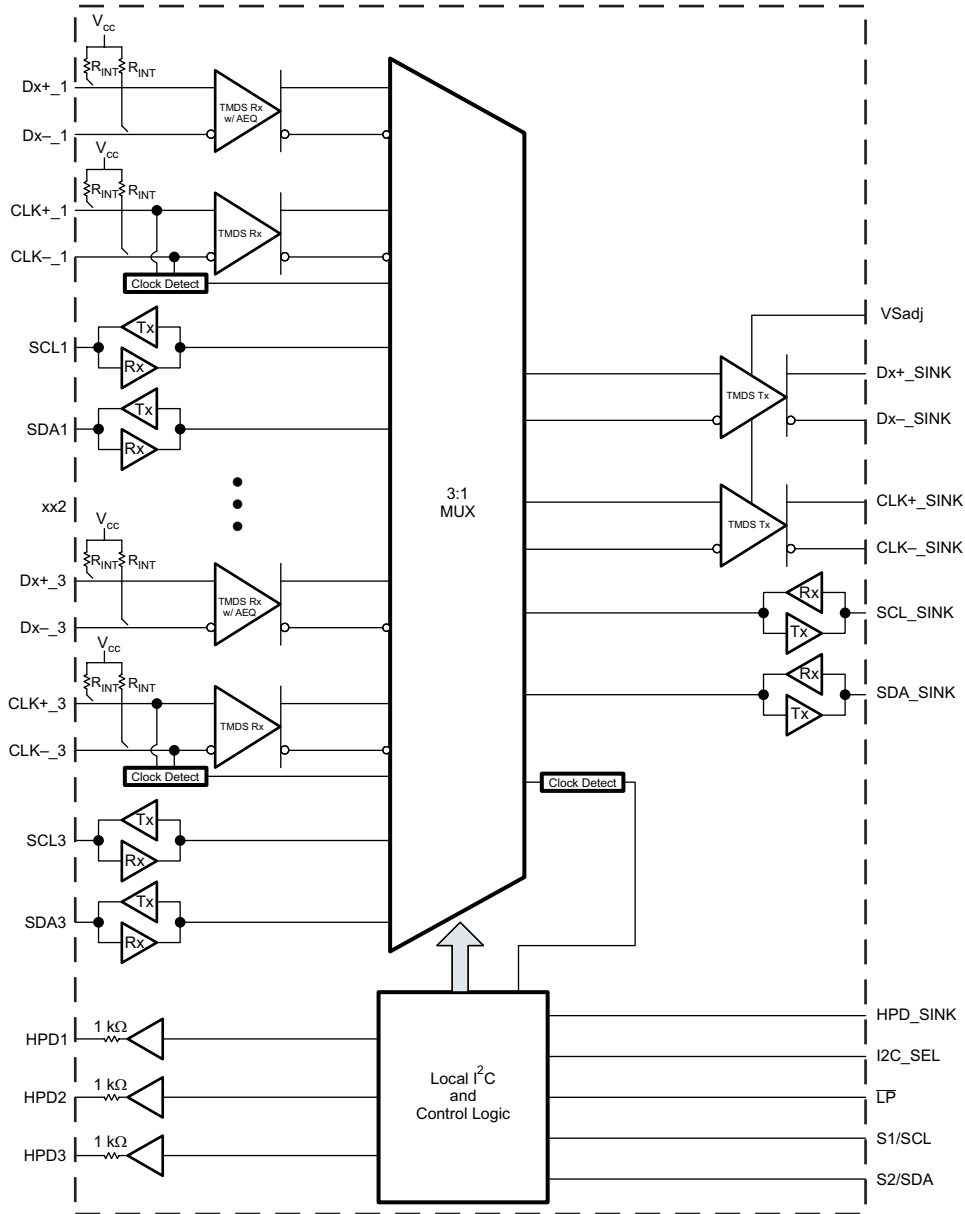 Vcc
RINT RINT
Dx+_1
TMDS Rx
w/ AEQ
Dx–_1
Vcc
RINT RINT
CLK+_1
TMDS Rx
CLK–_1
Clock Detect
Tx
SCL1
Rx
Tx
SDA1
Rx
xx2
Vcc
RINT RINT
Dx+_3
TMDS Rx
w/ AEQ
Dx–_3
Vcc
RINT RINT
CLK+_3
TMDS Rx
CLK–_3
Clock Detect
Tx
SCL3
Rx
Tx
SDA3
Rx
3:1
MUX
VSadj
Dx+_SINK
TMDS Tx
Dx–_SINK
CLK+_SINK
TMDS Tx
CLK–_SINK
Rx
SCL_SINK
Tx
Rx
SDA_SINK
Tx
Clock Detect
1 kΩ
HPD1
1 kΩ
HPD2
1 kΩ
HPD3
Local I²C
and
Control Logic
HPD_SINK
I2C_SEL
L̅P̅
S1/SCL
S2/SDA